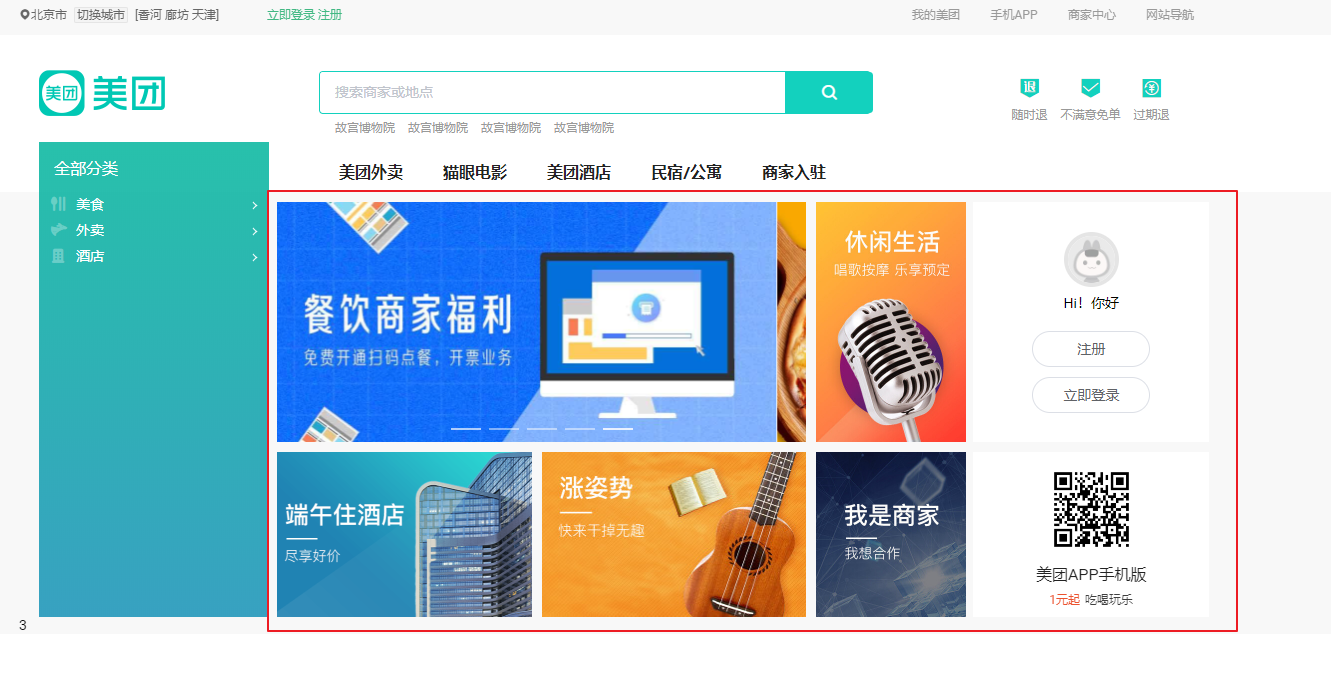 北京市 切换城市 [香河 廊坊 天津] 立即登录 注册 我的美团 手机APP 商家中心 网站导航
美团 美团
搜索商家或地点
退
随时退 不满意免单 过期退
故宫博物院 故宫博物院 故宫博物院 故宫博物院
全部分类
美团外卖 猫眼电影 美团酒店 民宿/公寓 商家入驻
美食
外卖
酒店
餐饮商家福利
免费开通扫码点餐，开票业务
休闲生活
唱歌按摩 乐享预定
Hi！你好
注册
立即登录
端午住酒店
尽享好价
涨姿势
快来干掉无趣
我是商家
我想合作
美团APP手机版
1元起 吃喝玩乐
3